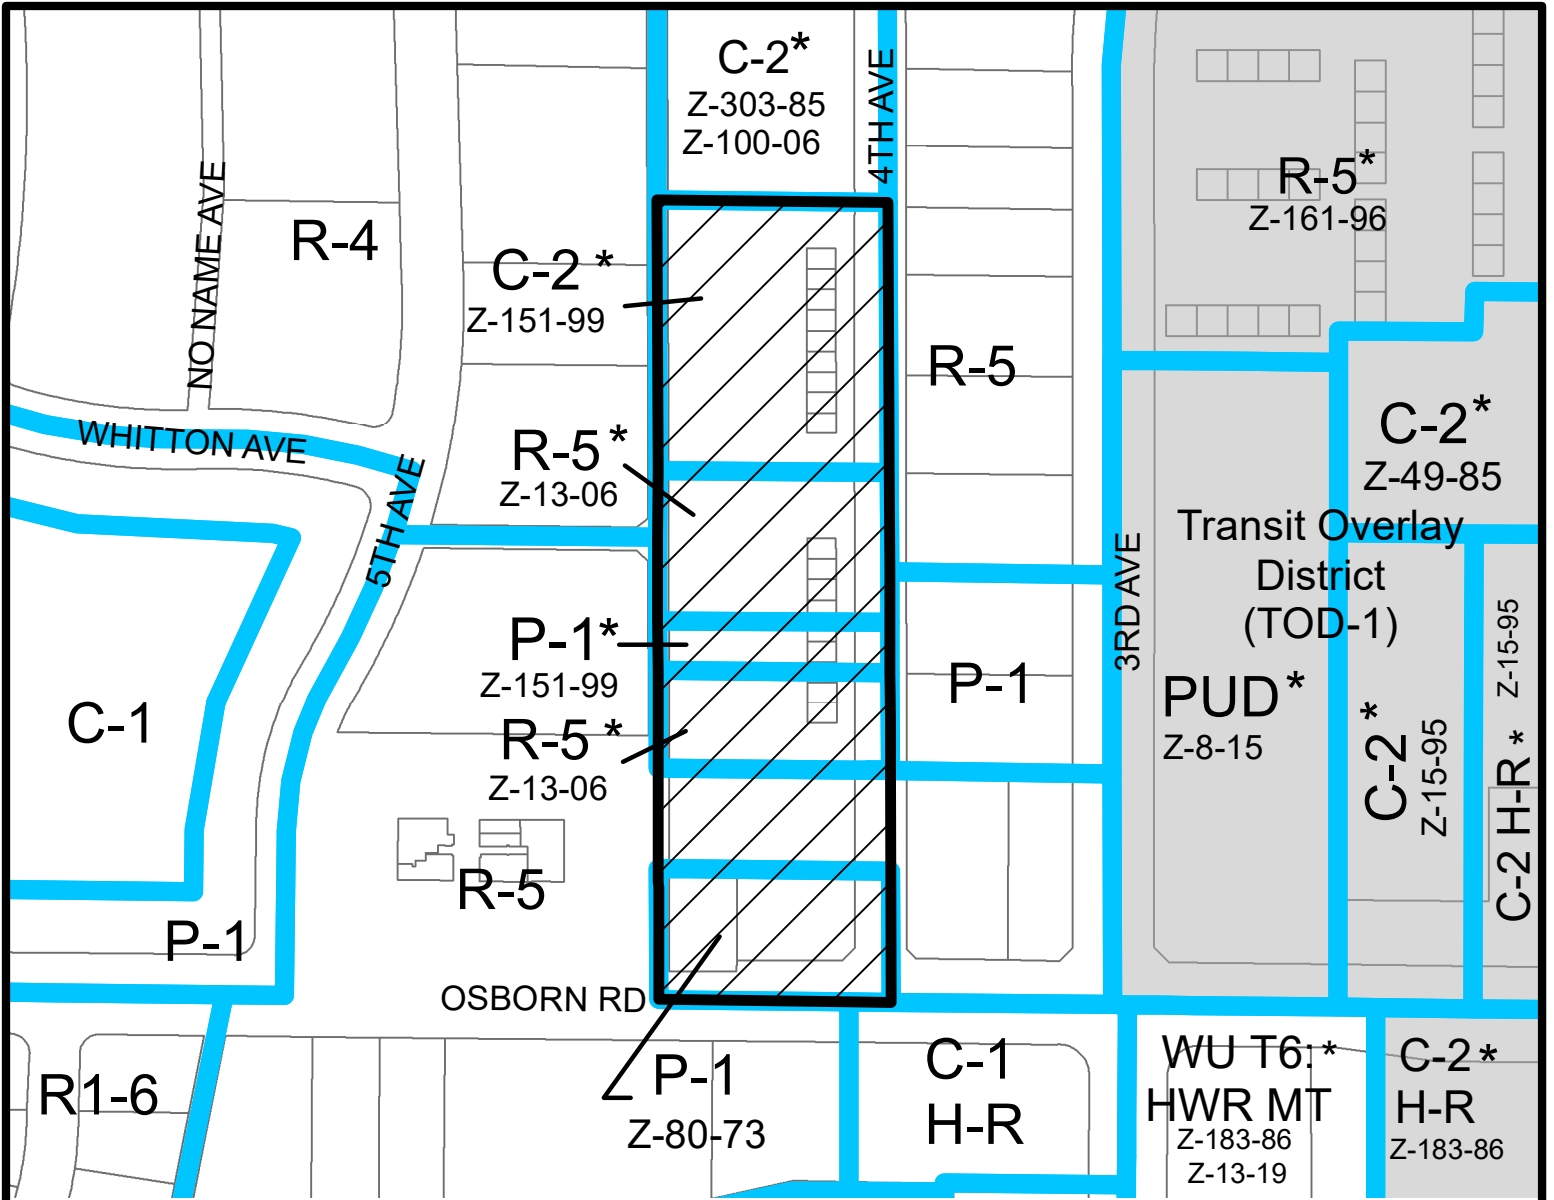 C-2*
Z-303-85
Z-100-06
4TH AVE
R-5*
Z-161-96
NO NAME AVE
R-4
C-2 *
Z-151-99
R-5
C-2*
Z-49-85
WHITTON AVE
R-5 *
Z-13-06
5TH AVE
Transit Overlay
District
(TOD-1)
3RD AVE
P-1*
Z-151-99
P-1
PUD*
Z-8-15
C-2 *
Z-15-95
C-2 H-R *
Z-15-95
C-1
R-5 *
Z-13-06
R-5
P-1
OSBORN RD
R1-6
P-1
Z-80-73
C-1
H-R
WU T6:*
HWR MT
Z-183-86
Z-13-19
C-2*
H-R
Z-183-86